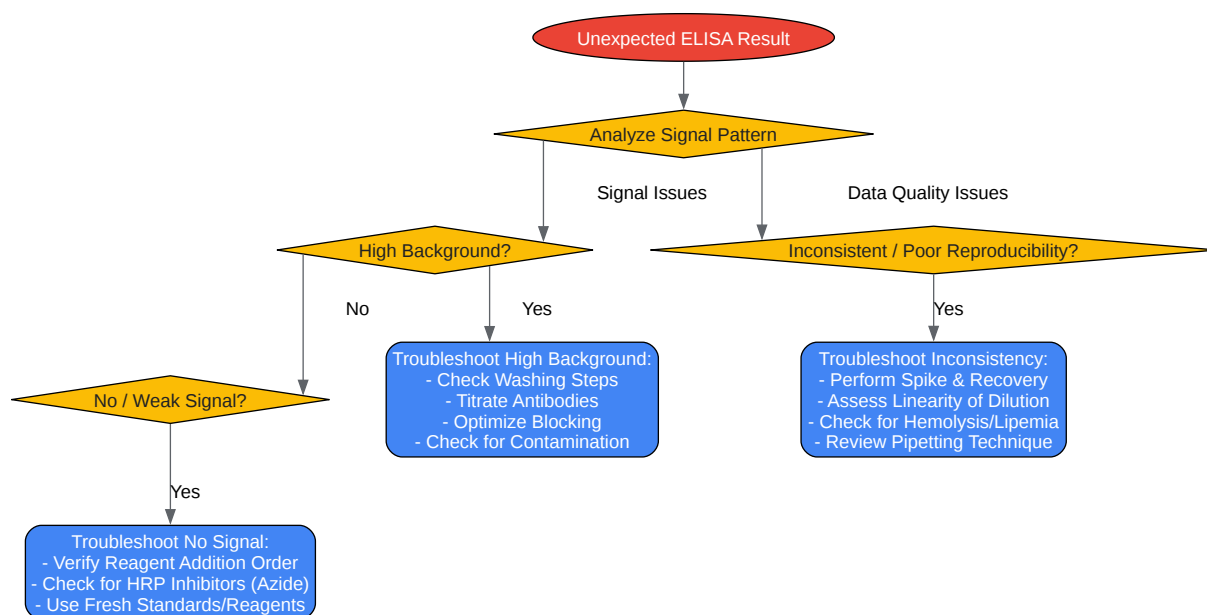 Unexpected ELISA Result
Analyze Signal Pattern
Signal Issues
Data Quality Issues
High Background?
Inconsistent / Poor Reproducibility?
No
Yes
Yes
Troubleshoot High Background:
- Check Washing Steps
- Titrate Antibodies
- Optimize Blocking
- Check for Contamination
Troubleshoot Inconsistency:
- Perform Spike & Recovery
- Assess Linearity of Dilution
- Check for Hemolysis/Lipemia
- Review Pipetting Technique
No / Weak Signal?
Yes
Troubleshoot No Signal:
- Verify Reagent Addition Order
- Check for HRP Inhibitors (Azide)
- Use Fresh Standards/Reagents